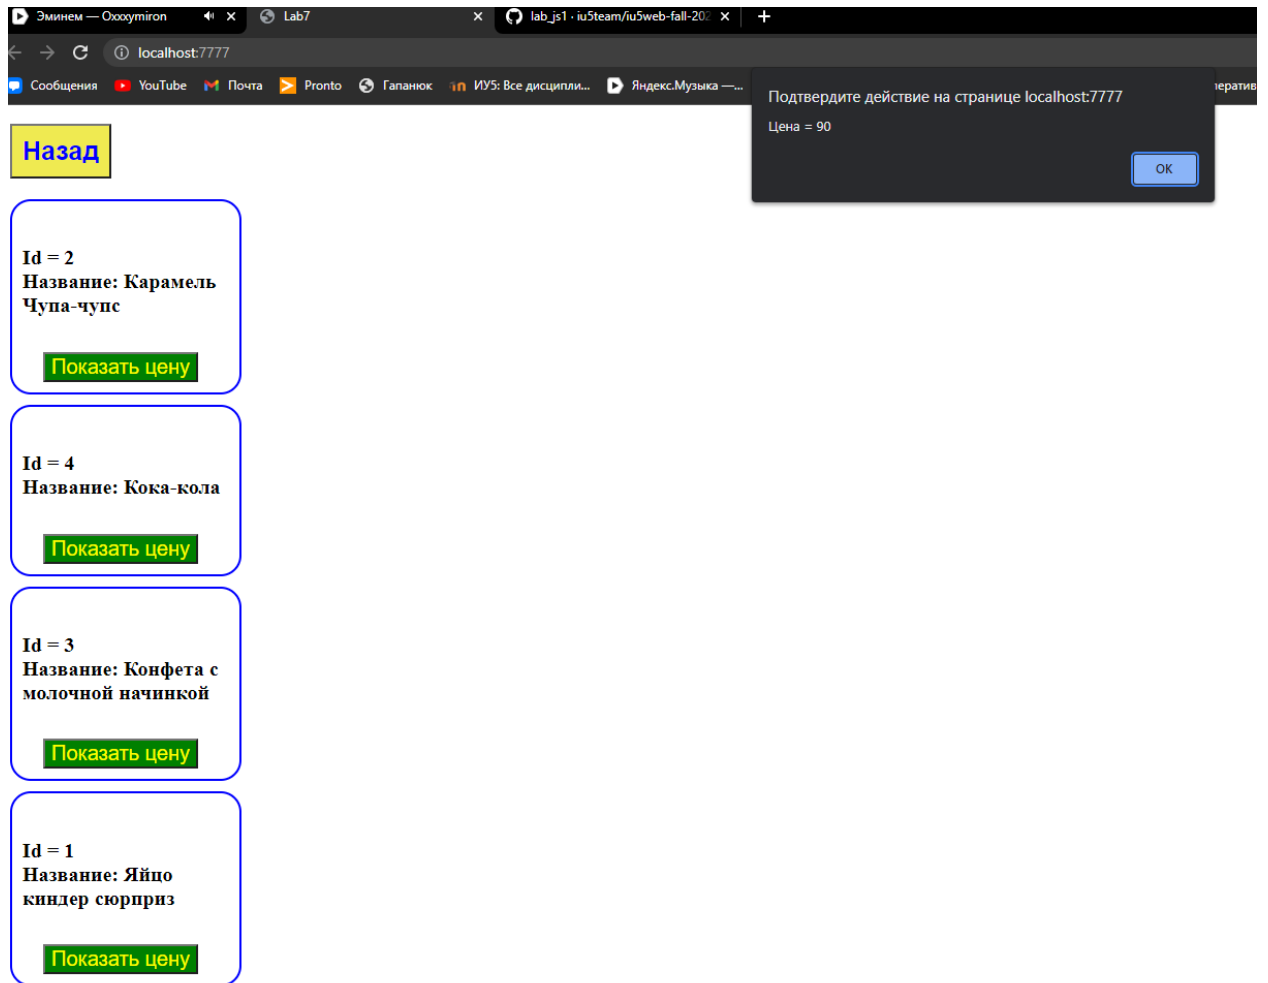 Эминем — Oxxxymiron
Lab7
lab_js1 · iu5team/iu5web-fall-202
localhost:7777
Сообщения YouTube Почта Pronto Гапанюк ИУ5: Все дисципли... Яндекс.Музыка —...
Подтвердите действие на странице localhost:7777
Цена = 90
OK
Назад
Id = 2
Название: Карамель
Чупа-чупс
Показать цену
Id = 4
Название: Кока-кола
Показать цену
Id = 3
Название: Конфета с
молочной начинкой
Показать цену
Id = 1
Название: Яйцо
киндер сюрприз
Показать цену